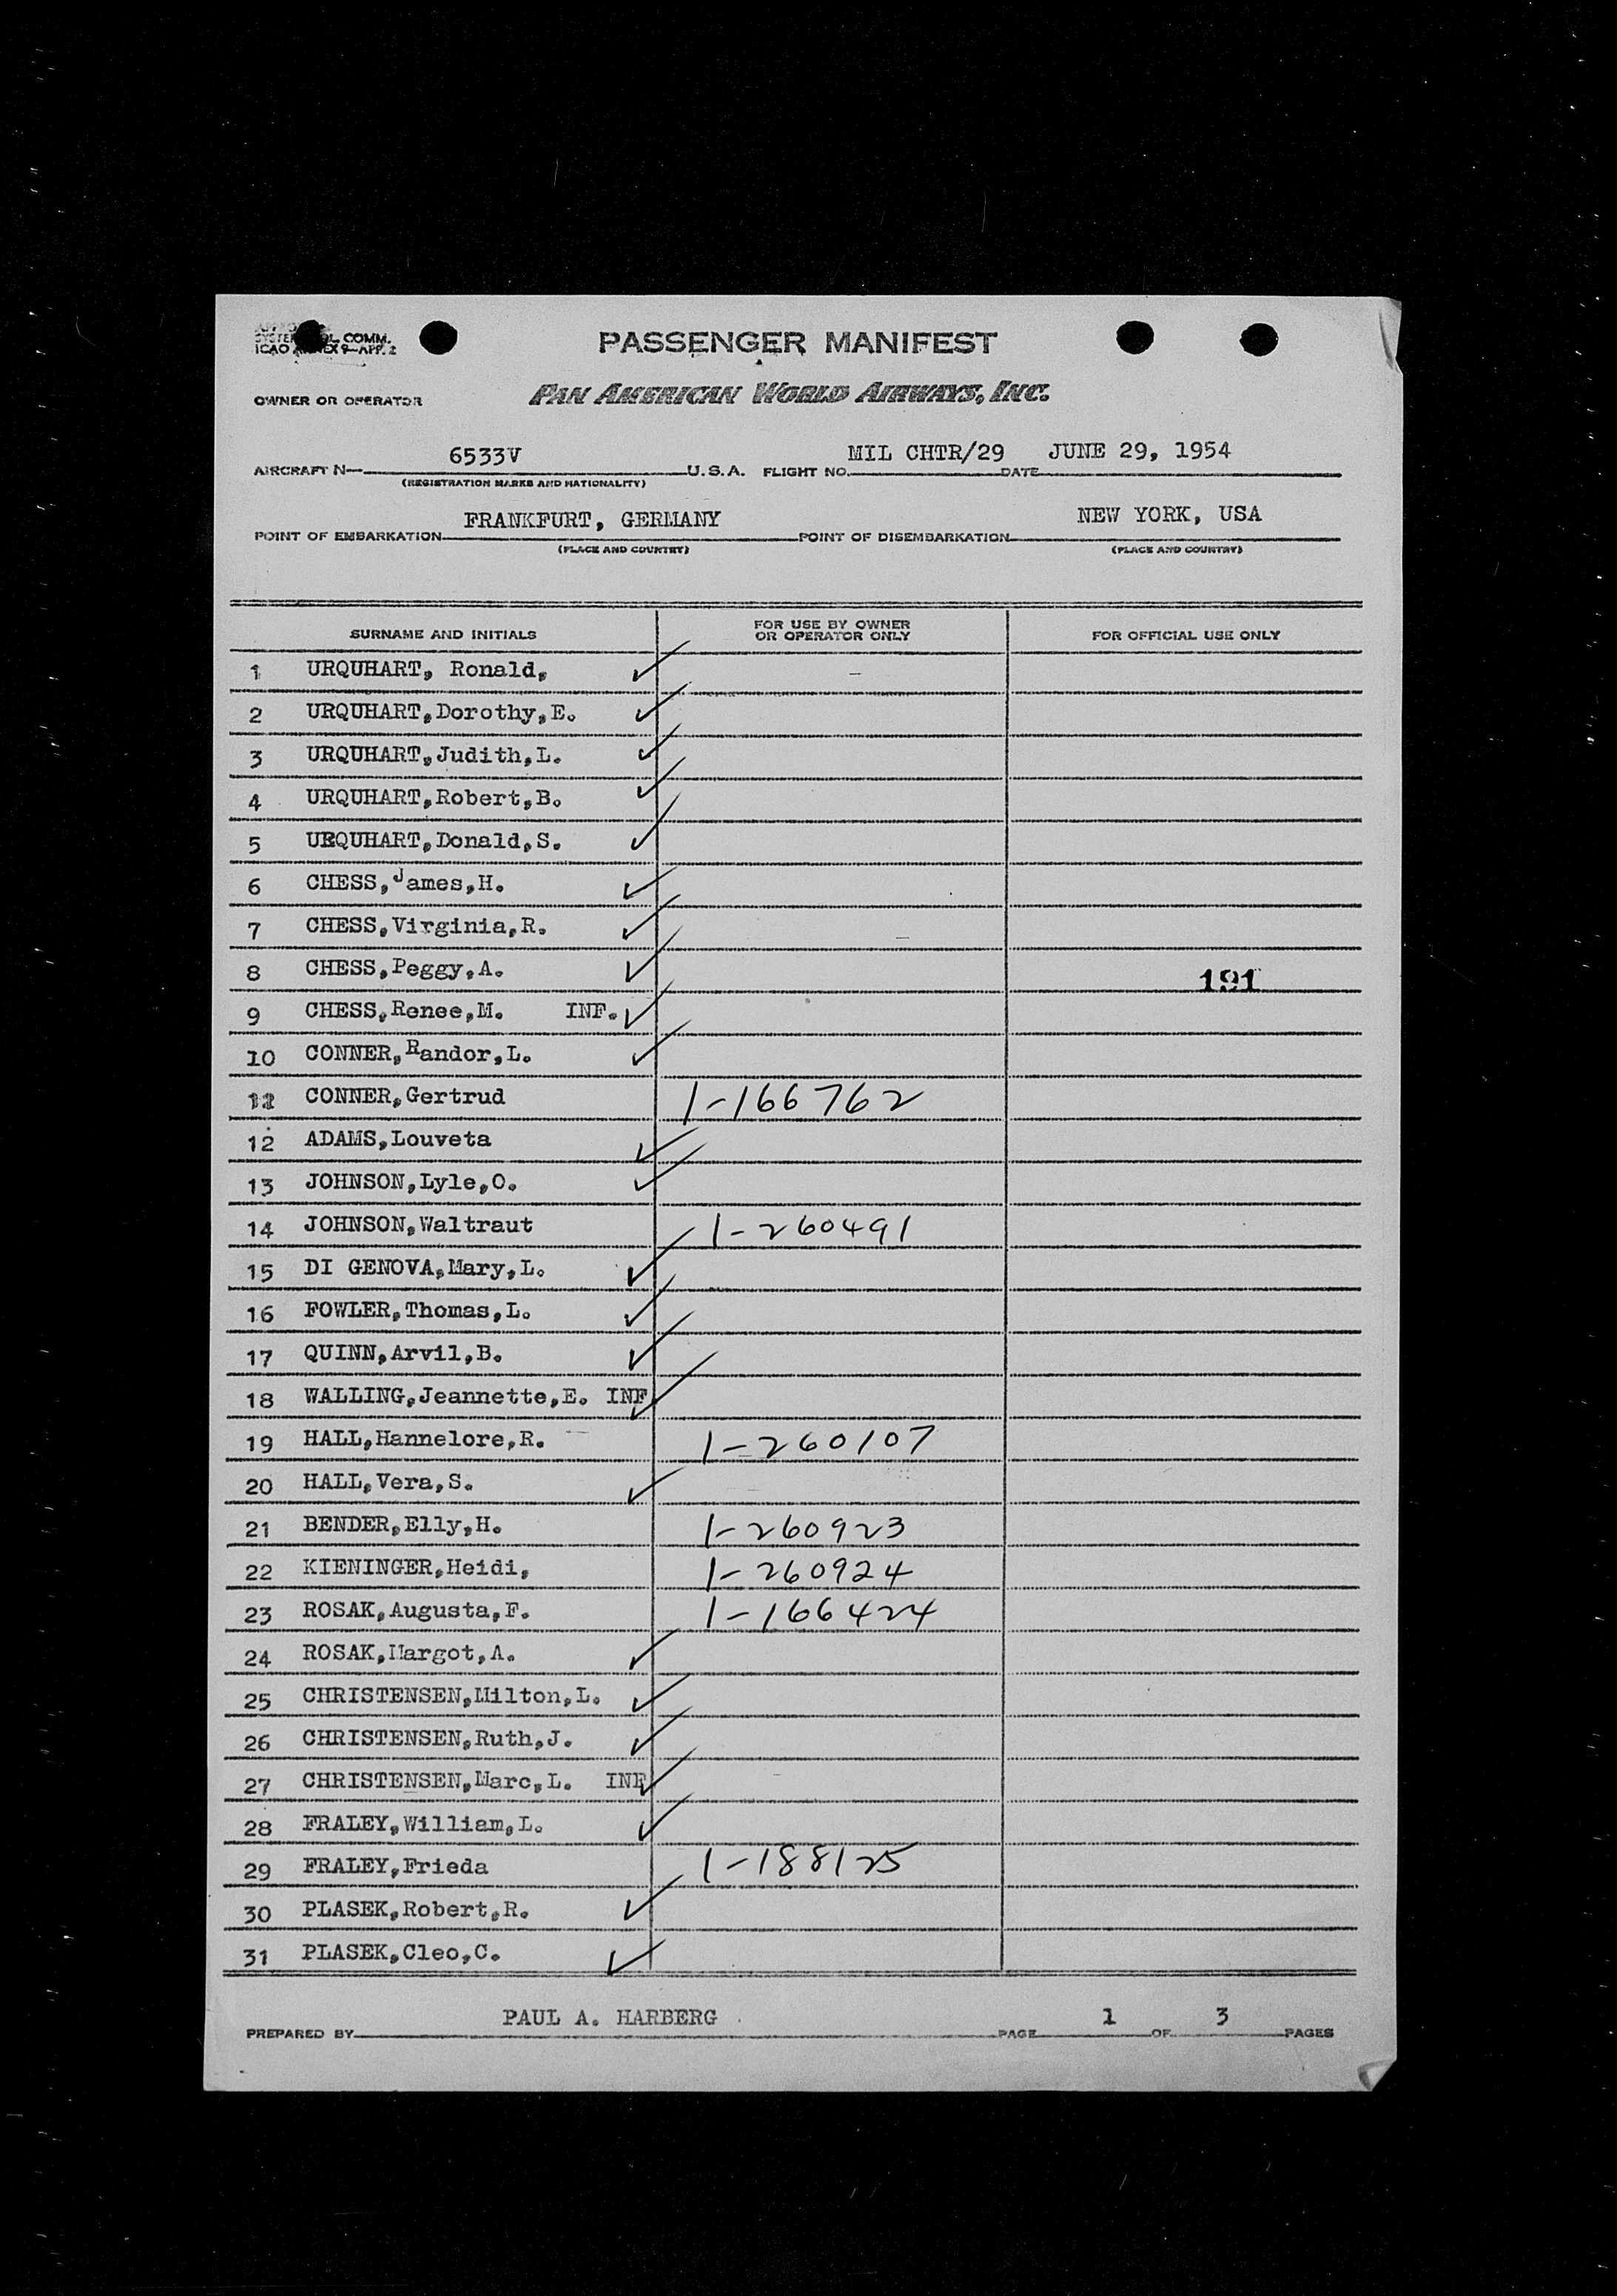 SYSTEM COMM.
ICAO ANNEX 9—APP. 2
PASSENGER MANIFEST
OWNER OR OPERATOR PAN AMERICAN WORLD AIRWAYS, INC.
AIRCRAFT N— 6533V U.S.A. FLIGHT NO. MIL CHTR/29 DATE JUNE 29, 1954
(REGISTRATION MARKS AND NATIONALITY)
POINT OF EMBARKATION FRANKFURT, GERMANY POINT OF DISEMBARKATION NEW YORK, USA
(PLACE AND COUNTRY) (PLACE AND COUNTRY)
SURNAME AND INITIALS FOR USE BY OWNER OR OPERATOR ONLY FOR OFFICIAL USE ONLY
1 URQUHART, Ronald, ✓
2 URQUHART,Dorothy,E. ✓
3 URQUHART,Judith,L. ✓
4 URQUHART,Robert,B. ✓
5 URQUHART,Donald,S. ✓
6 CHESS,James,H. ✓
7 CHESS,Virginia,R. ✓
8 CHESS,Peggy,A. ✓ 191
9 CHESS,Renee,M. INF. ✓
10 CONNER,Randor,L. ✓
11 CONNER,Gertrud 1-166762
12 ADAMS,Louveta ✓
13 JOHNSON,Lyle,O. ✓
14 JOHNSON,Waltraut 1-260491
15 DI GENOVA,Mary,L. ✓
16 FOWLER,Thomas,L. ✓
17 QUINN,Arvil,B. ✓
18 WALLING,Jeannette,E. INF ✓
19 HALL,Hannelore,R. 1-260107
20 HALL,Vera,S. ✓
21 BENDER,Elly,H. 1-260923
22 KIENINGER,Heidi, 1-260924
23 ROSAK,Augusta,F. 1-166424
24 ROSAK,Margot,A. ✓
25 CHRISTENSEN,Milton,L. ✓
26 CHRISTENSEN,Ruth,J. ✓
27 CHRISTENSEN,Marc,L. INF ✓
28 FRALEY,William,L. ✓
29 FRALEY,Frieda 1-188125
30 PLASEK,Robert,R. ✓
31 PLASEK,Cleo,C. ✓
PREPARED BY PAUL A. HARBERG PAGE 1 OF 3 PAGES